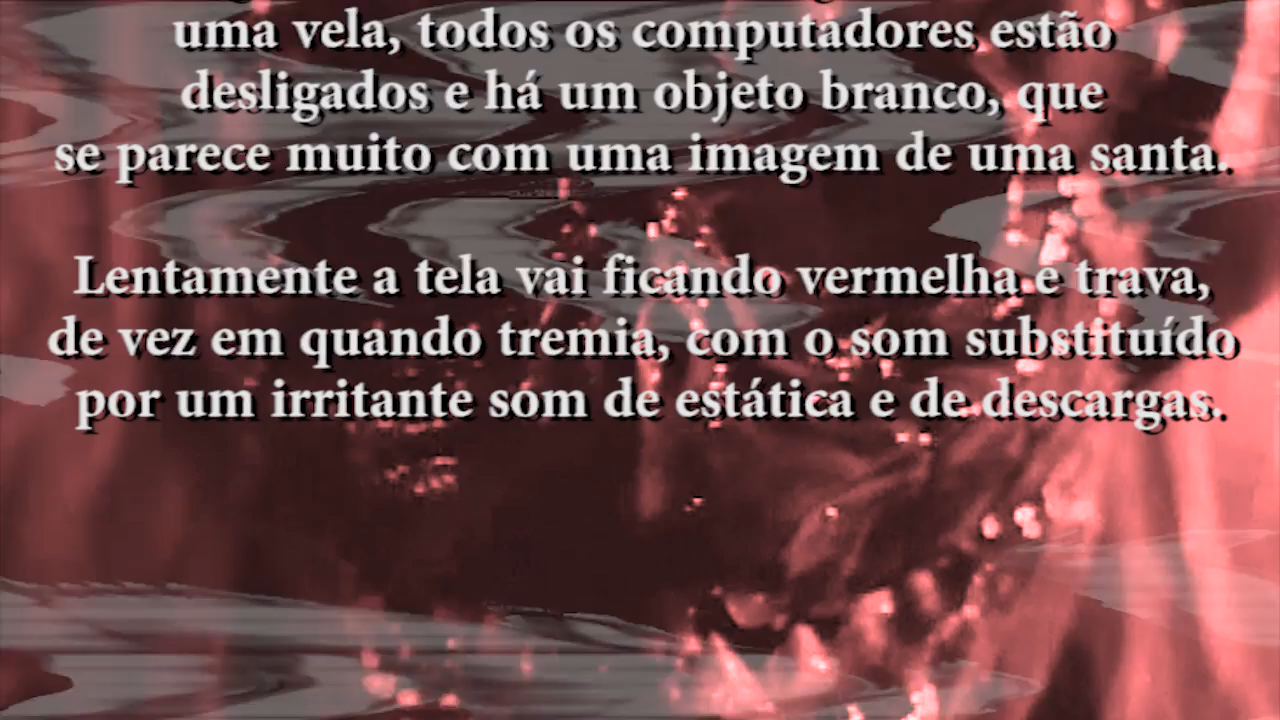 uma vela, todos os computadores estão
desligados e há um objeto branco, que
se parece muito com uma imagem de uma santa.
Lentamente a tela vai ficando vermelha e trava,
de vez em quando tremia, com o som substituído
por um irritante som de estática e de descargas.